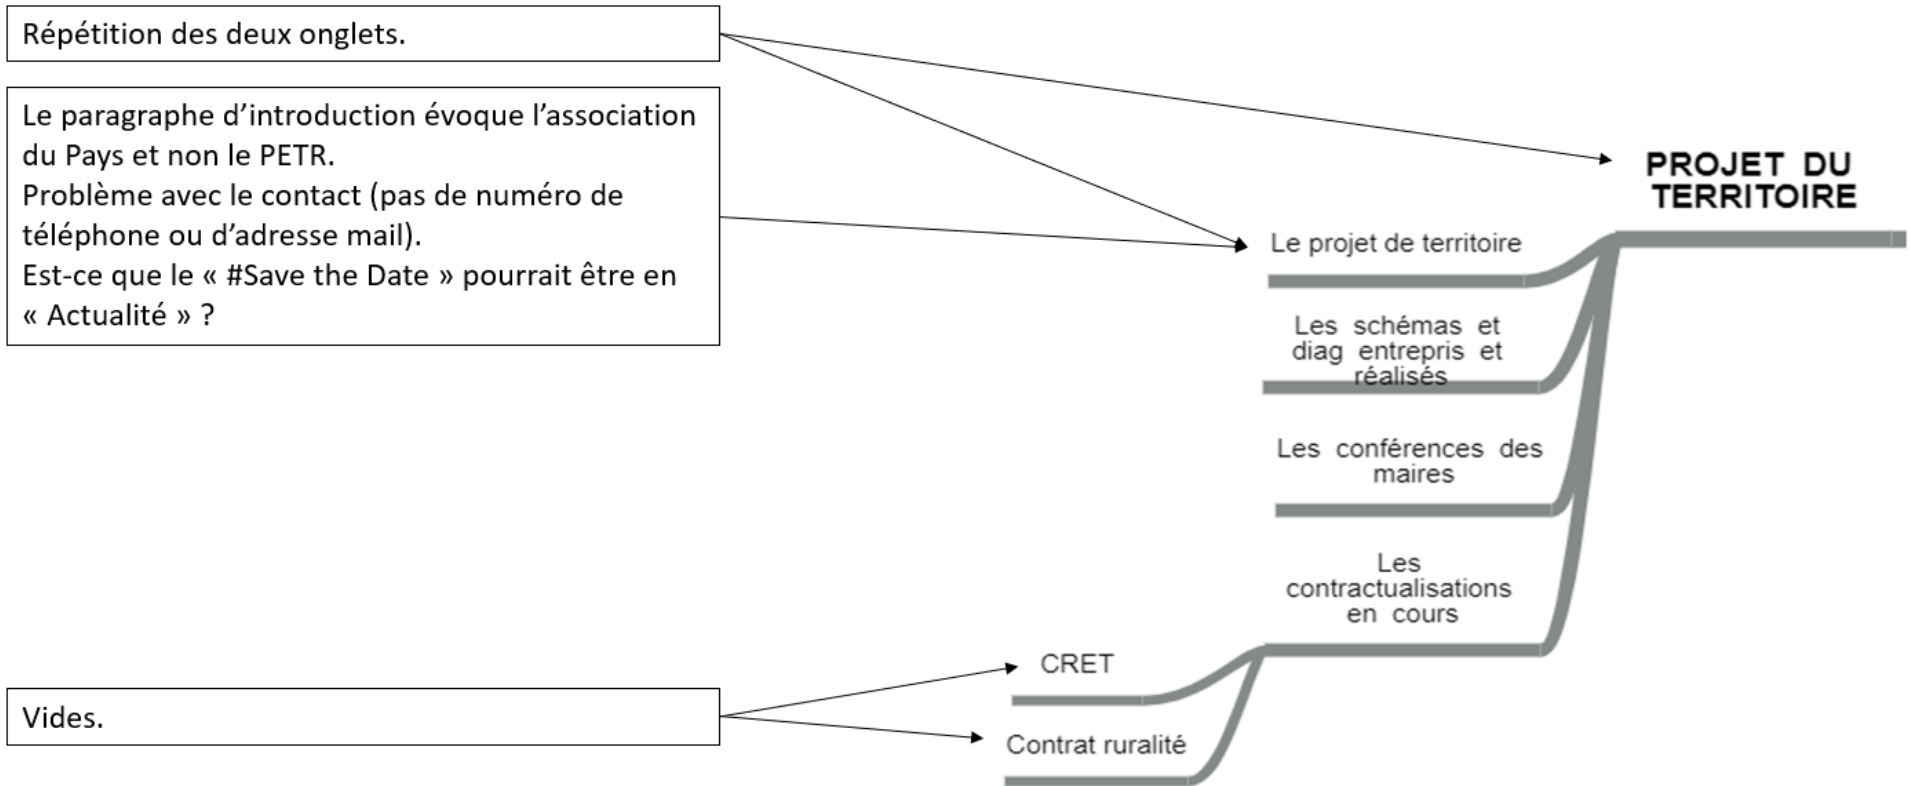 Répétition des deux onglets.
Le paragraphe d’introduction évoque l’association
du Pays et non le PETR.
Problème avec le contact (pas de numéro de
téléphone ou d’adresse mail).
Est-ce que le « #Save the Date » pourrait être en
« Actualité » ?
PROJET DU
TERRITOIRE
Le projet de territoire
Les schémas et
diag entrepris et
réalisés
Les conférences des
maires
Les
contractualisations
en cours
CRET
Vides.
Contrat ruralité